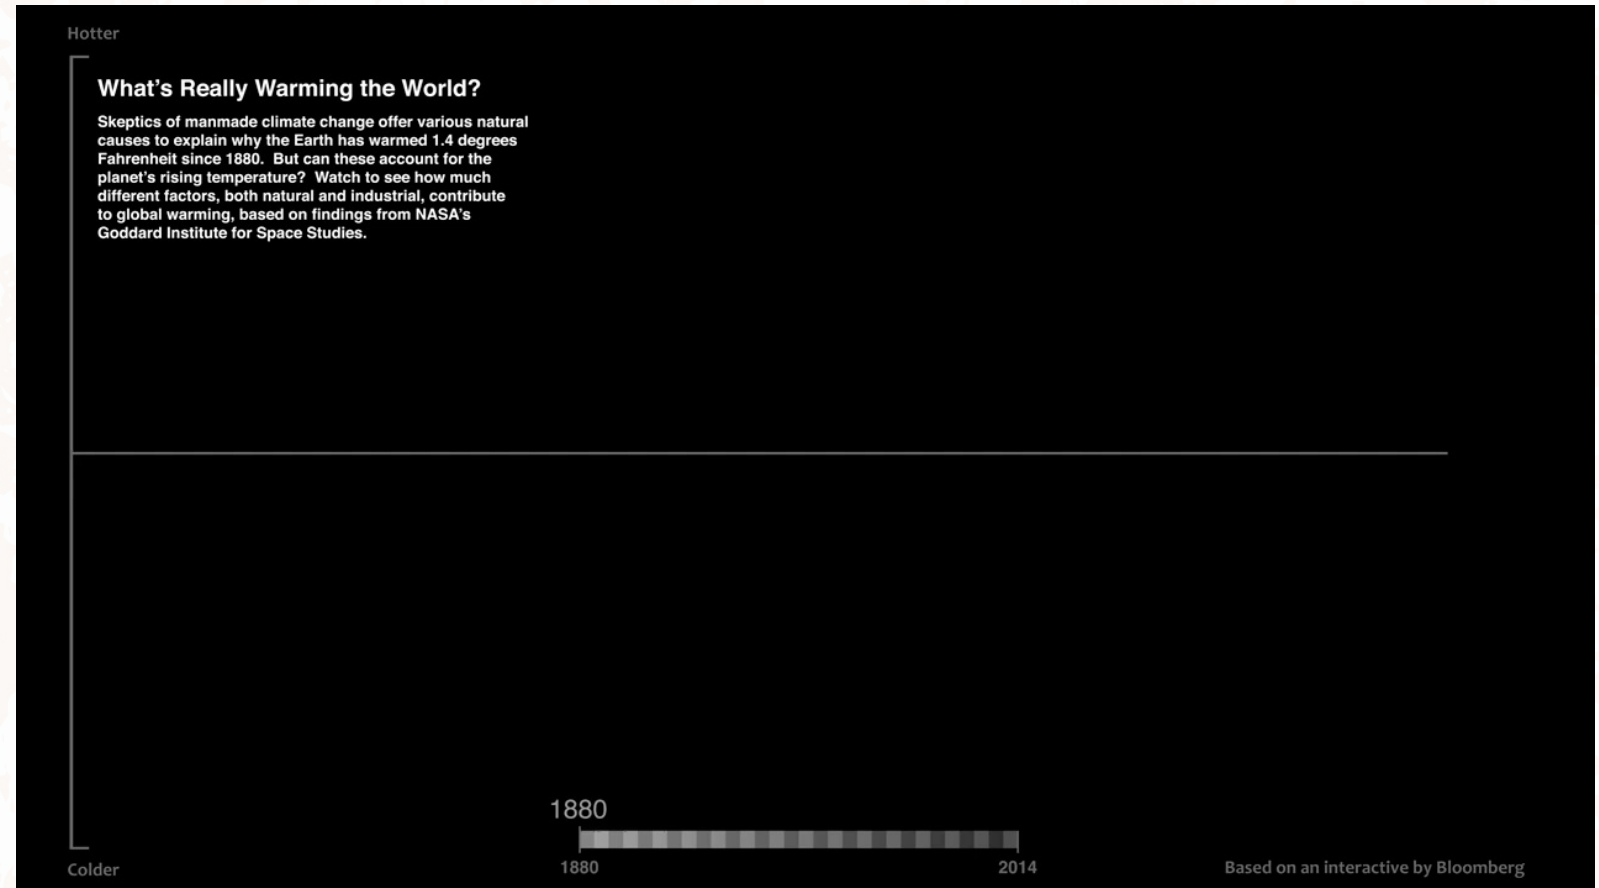 Hotter
What's Really Warming the World?
Skeptics of manmade climate change offer various natural
causes to explain why the Earth has warmed 1.4 degrees
Fahrenheit since 1880.  But can these account for the
planet's rising temperature?  Watch to see how much
different factors, both natural and industrial, contribute
to global warming, based on findings from NASA's
Goddard Institute for Space Studies.
1880
1880
2014
Colder
Based on an interactive by Bloomberg